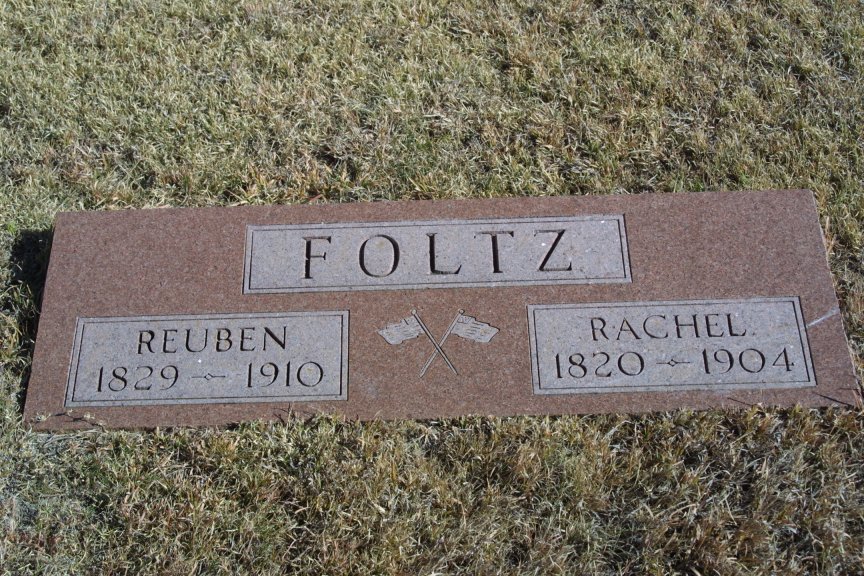 FOLTZ
REUBEN
1829 – 1910
RACHEL
1820 – 1904